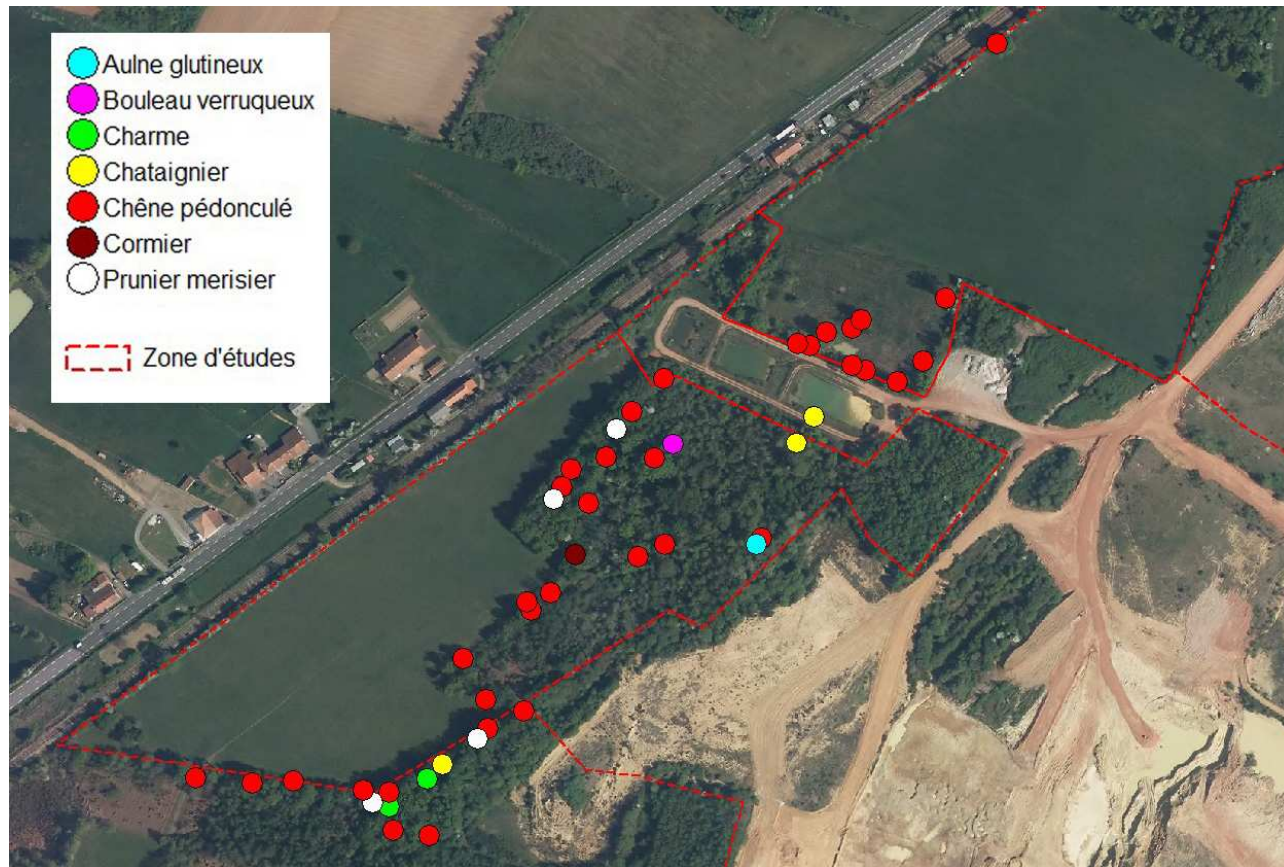 Aulne glutineux
Bouleau verruqueux
Charme
Chataignier
Chêne pédonculé
Cormier
Prunier merisier
Zone d'études